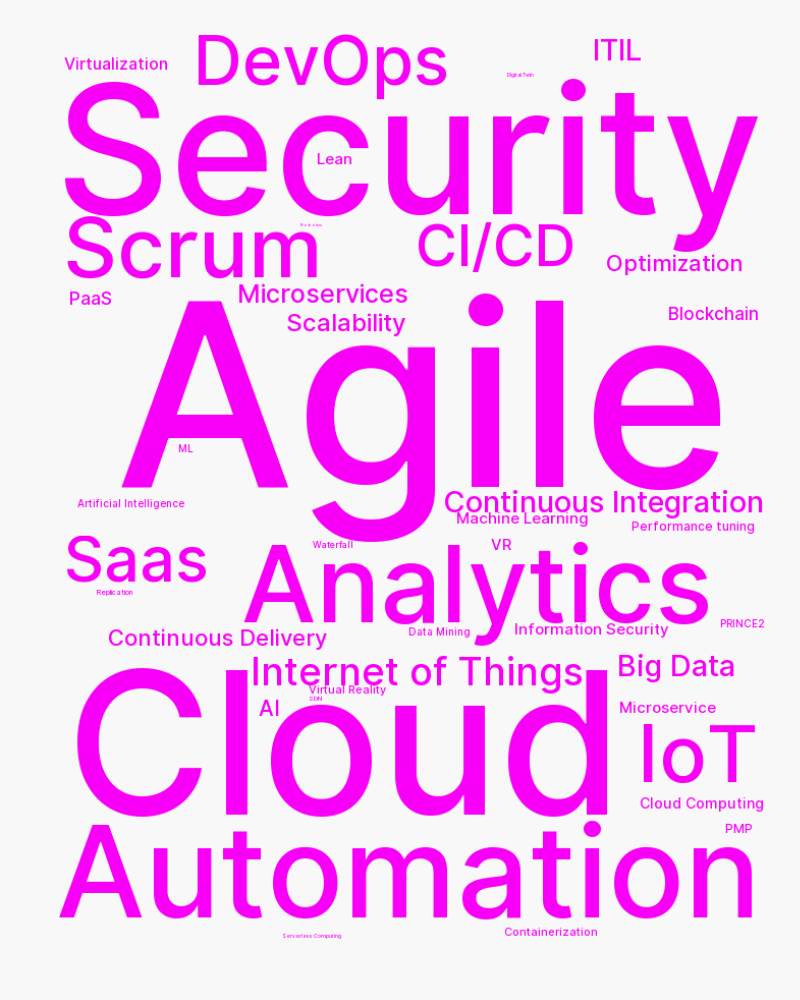 DevOps
ITIL
Virtualization
Digital Twin
Security
Lean
Scrum
CI/CD
Optimization
PaaS
Microservices
Blockchain
Scalability
Agile
ML
Artificial Intelligence
Continuous Integration
Machine Learning
Performance tuning
Saas
Waterfall
VR
Analytics
Replication
PRINCE2
Data Mining
Information Security
Continuous Delivery
Internet of Things
Big Data
Virtual Reality
SDN
AI
Microservice
Cloud
IoT
Cloud Computing
PMP
Automation
Containerization
Serverless Computing